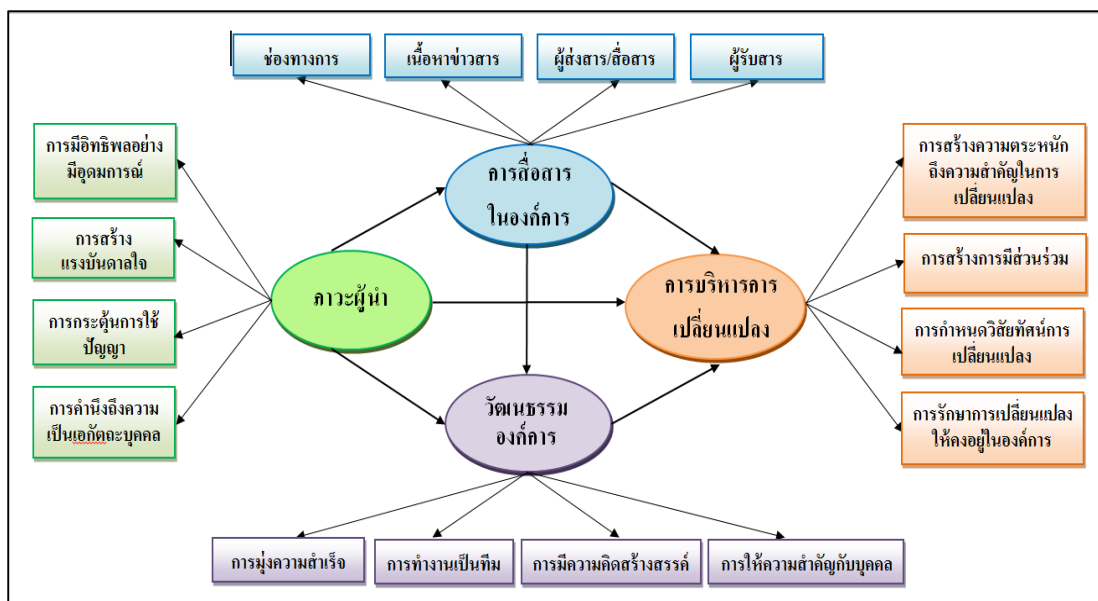 ช่องทางการ
เนื้อหาข่าวสาร
ผู้ส่งสาร/สื่อสาร
ผู้รับสาร
การมีอิทธิพลอย่าง
มีอุดมการณ์
การสร้าง
แรงบันดาลใจ
การกระตุ้นการใช้
ปัญญา
การคำนึงถึงความ
เป็นเอกัตถะบุคคล
การสื่อสาร
ในองค์การ
ภาวะผู้นำ
การบริหารการ
เปลี่ยนแปลง
วัฒนธรรม
องค์การ
การสร้างความตระหนัก
ถึงความสำคัญในการ
เปลี่ยนแปลง
การสร้างการมีส่วนร่วม
การกำหนดวิสัยทัศน์การ
เปลี่ยนแปลง
การรักษาการเปลี่ยนแปลง
ให้คงอยู่ในองค์การ
การมุ่งความสำเร็จ
การทำงานเป็นทีม
การมีความคิดสร้างสรรค์
การให้ความสำคัญกับบุคคล